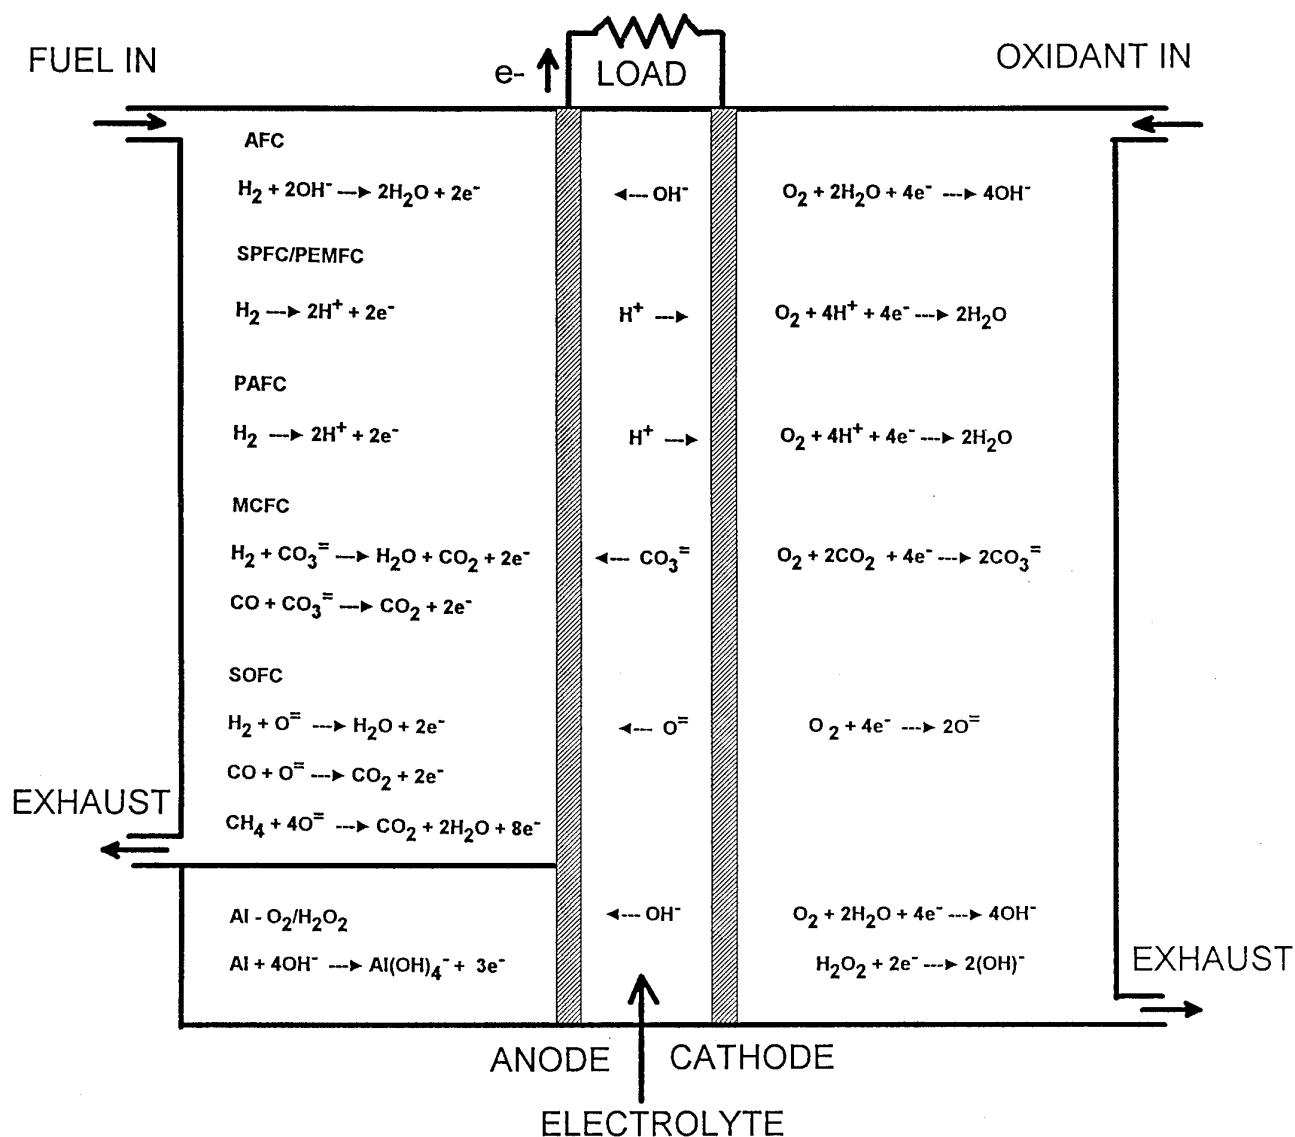 FUEL IN
e-
LOAD
OXIDANT IN
AFC
H₂ + 2OH⁻ ---► 2H₂O + 2e⁻
◄--- OH⁻
O₂ + 2H₂O + 4e⁻ ---► 4OH⁻
SPFC/PEMFC
H₂ ---► 2H⁺ + 2e⁻
H⁺ ---►
O₂ + 4H⁺ + 4e⁻ ---► 2H₂O
PAFC
H₂ ---► 2H⁺ + 2e⁻
H⁺ ---►
O₂ + 4H⁺ + 4e⁻ ---► 2H₂O
MCFC
H₂ + CO₃⁼ ---► H₂O + CO₂ + 2e⁻
◄--- CO₃⁼
O₂ + 2CO₂ + 4e⁻ ---► 2CO₃⁼
CO + CO₃⁼ ---► CO₂ + 2e⁻
SOFC
H₂ + O⁼ ---► H₂O + 2e⁻
◄--- O⁼
O₂ + 4e⁻ ---► 2O⁼
CO + O⁼ ---► CO₂ + 2e⁻
EXHAUST
CH₄ + 4O⁼ ---► CO₂ + 2H₂O + 8e⁻
Al - O₂/H₂O₂
◄--- OH⁻
O₂ + 2H₂O + 4e⁻ ---► 4OH⁻
Al + 4OH⁻ ---► Al(OH)₄⁻ + 3e⁻
H₂O₂ + 2e⁻ ---► 2(OH)⁻
EXHAUST
ANODE
CATHODE
ELECTROLYTE